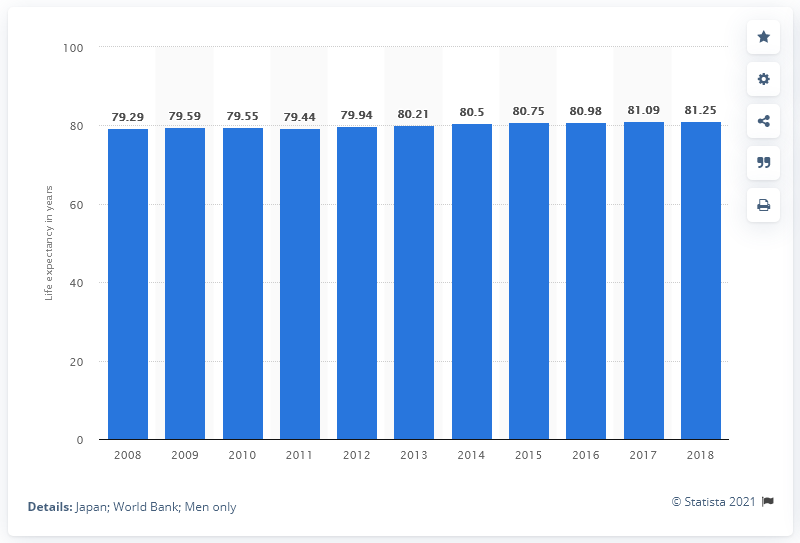 100
80
60
40
20
0
Life expectancy in years
79.29 79.59 79.55 79.44 79.94 80.21 80.5 80.75 80.98 81.09 81.25
2008 2009 2010 2011 2012 2013 2014 2015 2016 2017 2018
Details: Japan; World Bank; Men only
© Statista 2021